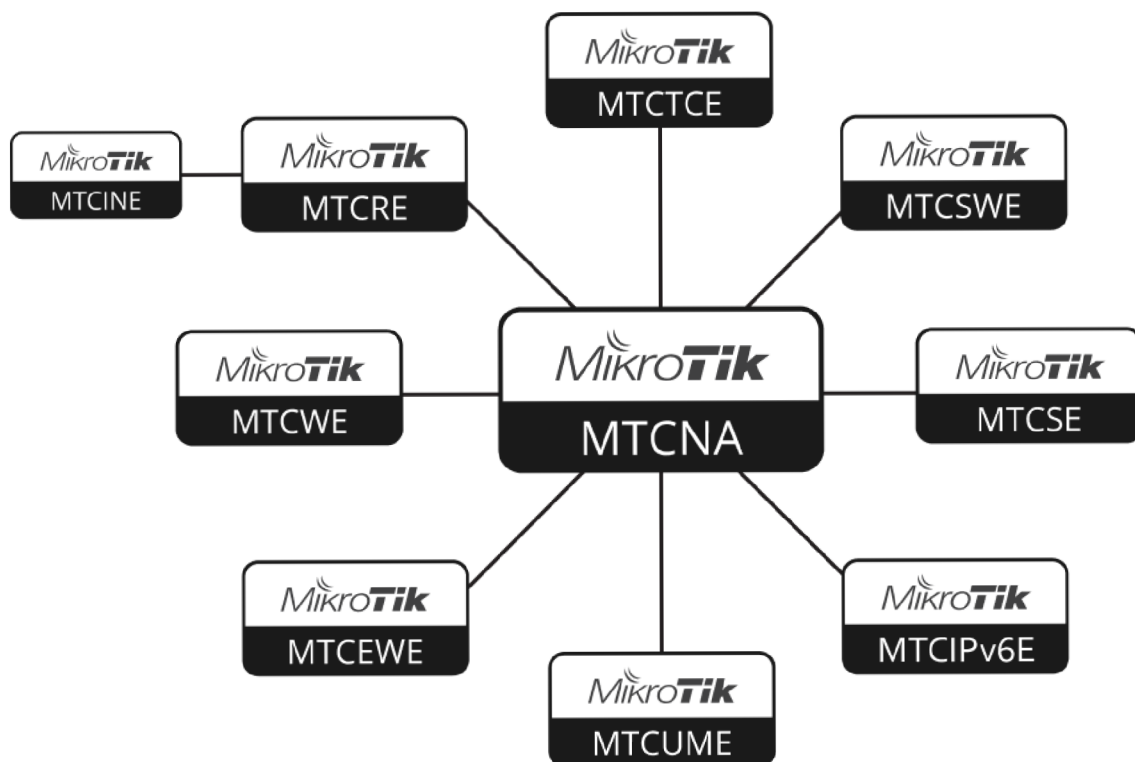 MikroTik
MTCTCE
MikroTik
MTCINE
MikroTik
MTCRE
MikroTik
MTCSWE
MikroTik
MTCWE
MikroTik
MTCNA
MikroTik
MTCSE
MikroTik
MTCEWE
MikroTik
MTCUME
MikroTik
MTCIPv6E